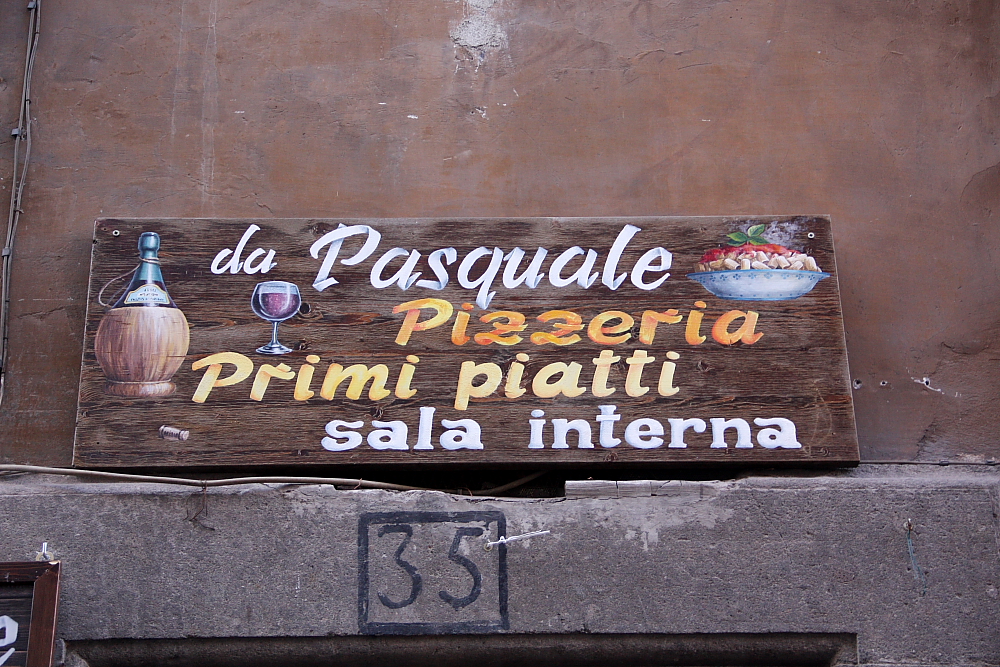 da Pasquale
Pizzeria
Primi piatti
sala interna
35